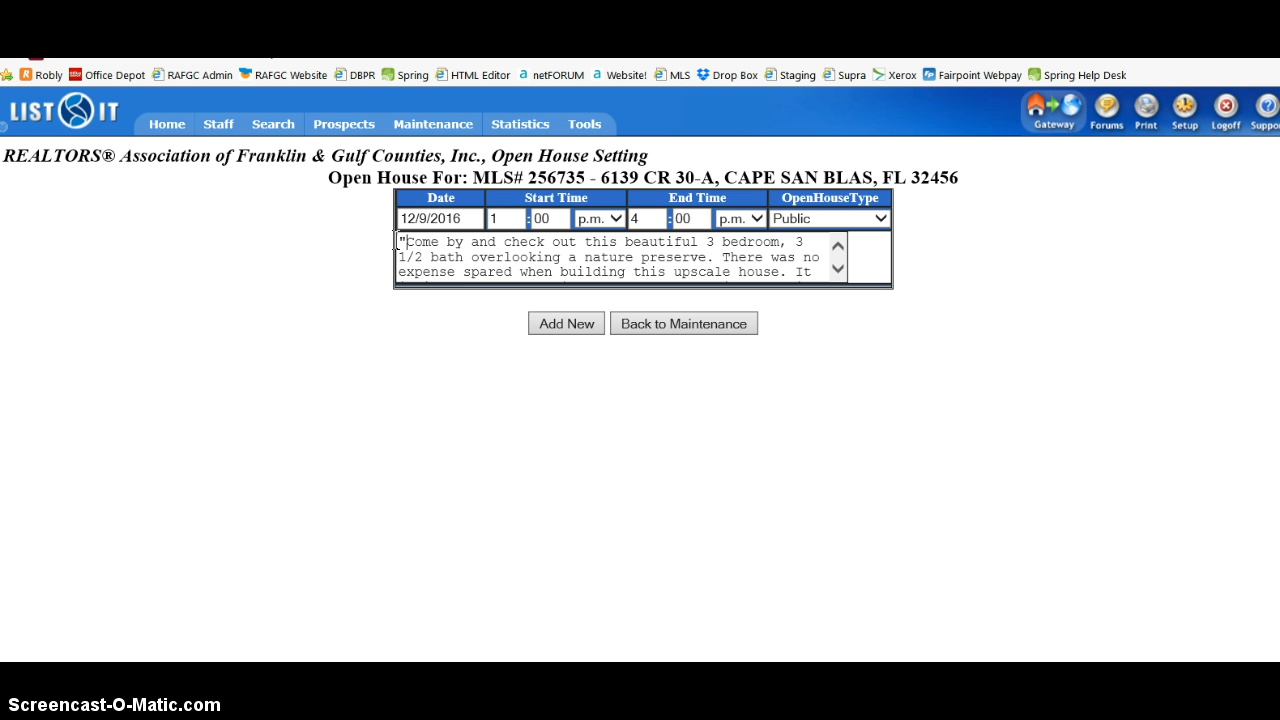 Robly Office Depot RAFGC Admin RAFGC Website DBPR Spring HTML Editor netFORUM Website! MLS Drop Box Staging Supra Xerox Fairpoint Webpay Spring Help Desk
LIST IT
Home Staff Search Prospects Maintenance Statistics Tools
Gateway Forums Print Setup Logoff Suppo
REALTORS® Association of Franklin & Gulf Counties, Inc., Open House Setting
Open House For: MLS# 256735 - 6139 CR 30-A, CAPE SAN BLAS, FL 32456
Date Start Time End Time OpenHouseType
12/9/2016 1 : 00 p.m. 4 : 00 p.m. Public
"Come by and check out this beautiful 3 bedroom, 3
1/2 bath overlooking a nature preserve. There was no
expense spared when building this upscale house. It
Add New Back to Maintenance
Screencast-O-Matic.com